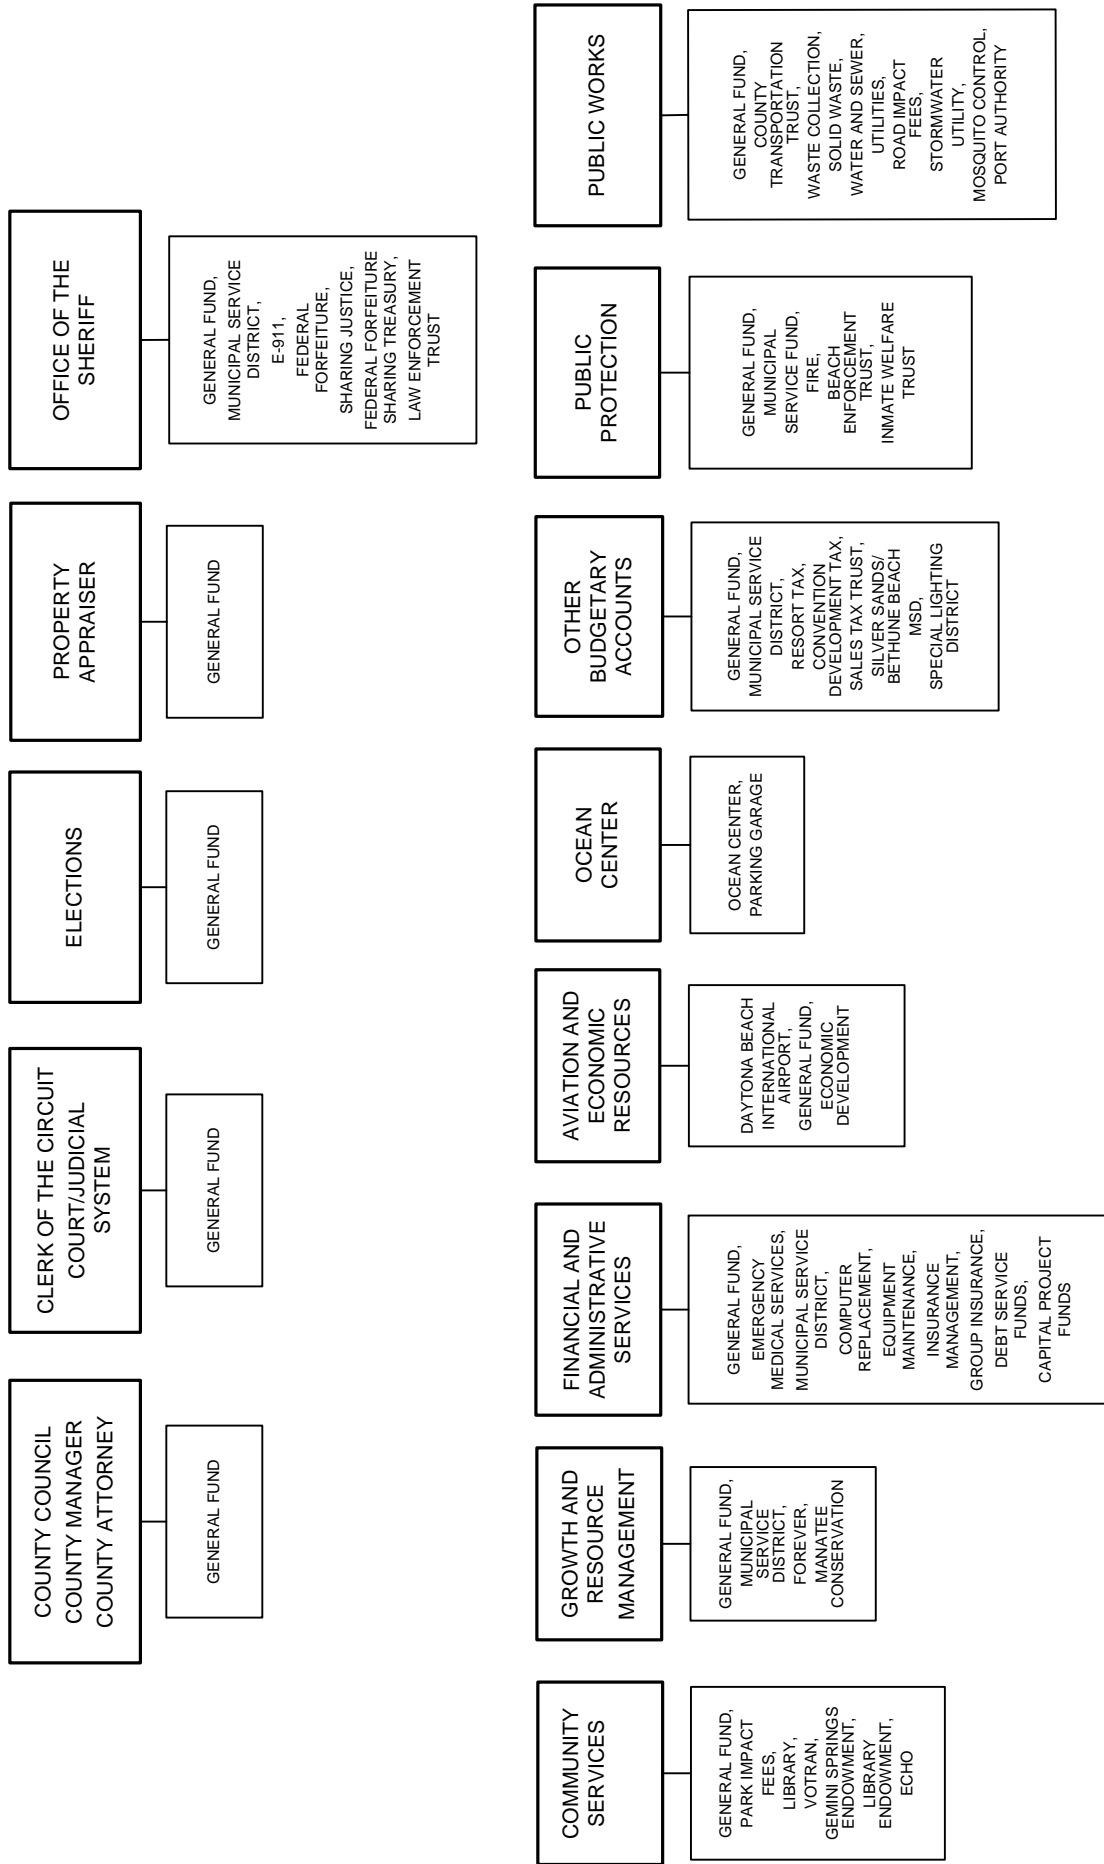 COUNTY COUNCIL
COUNTY MANAGER
COUNTY ATTORNEY
GENERAL FUND
CLERK OF THE CIRCUIT
COURT/JUDICIAL
SYSTEM
GENERAL FUND
ELECTIONS
GENERAL FUND
PROPERTY
APPRAISER
GENERAL FUND
OFFICE OF THE
SHERIFF
GENERAL FUND,
MUNICIPAL SERVICE
DISTRICT,
E-911,
FEDERAL
FORFEITURE,
SHARING JUSTICE,
FEDERAL FORFEITURE
SHARING TREASURY,
LAW ENFORCEMENT
TRUST
COMMUNITY
SERVICES
GENERAL FUND,
PARK IMPACT
FEES,
LIBRARY,
VOTRAN,
GEMINI SPRINGS
ENDOWMENT,
LIBRARY
ENDOWMENT,
ECHO
GROWTH AND
RESOURCE
MANAGEMENT
GENERAL FUND,
MUNICIPAL
SERVICE
DISTRICT,
FOREVER,
MANATEE
CONSERVATION
FINANCIAL AND
ADMINISTRATIVE
SERVICES
GENERAL FUND,
EMERGENCY
MEDICAL SERVICES,
MUNICIPAL SERVICE
DISTRICT,
COMPUTER
REPLACEMENT,
EQUIPMENT
MAINTENANCE,
INSURANCE
MANAGEMENT,
GROUP INSURANCE,
DEBT SERVICE
FUNDS,
CAPITAL PROJECT
FUNDS
AVIATION AND
ECONOMIC
RESOURCES
DAYTONA BEACH
INTERNATIONAL
AIRPORT,
GENERAL FUND,
ECONOMIC
DEVELOPMENT
OCEAN
CENTER
OCEAN CENTER,
PARKING GARAGE
OTHER
BUDGETARY
ACCOUNTS
GENERAL FUND,
MUNICIPAL SERVICE
DISTRICT,
RESORT TAX,
CONVENTION
DEVELOPMENT TAX,
SALES TAX TRUST,
SILVER SANDS/
BETHUNE BEACH
MSD,
SPECIAL LIGHTING
DISTRICT
PUBLIC
PROTECTION
GENERAL FUND,
MUNICIPAL
SERVICE FUND,
FIRE,
BEACH
ENFORCEMENT
TRUST,
INMATE WELFARE
TRUST
PUBLIC WORKS
GENERAL FUND,
COUNTY
TRANSPORTATION
TRUST,
WASTE COLLECTION,
SOLID WASTE,
WATER AND SEWER,
UTILITIES,
ROAD IMPACT
FEES,
STORMWATER
UTILITY,
MOSQUITO CONTROL,
PORT AUTHORITY